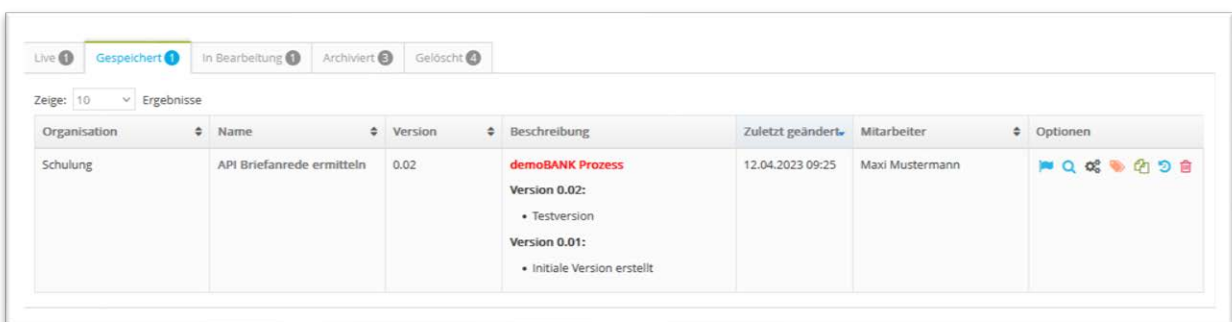 Live 1 Gespeichert 1 In Bearbeitung 1 Archiviert 3 Gelöscht 4
Zeige: 10 Ergebnisse
Organisation Name Version Beschreibung Zuletzt geändert Mitarbeiter Optionen
Schulung API Briefanrede ermitteln 0.02 demoBANK Prozess 12.04.2023 09:25 Maxi Mustermann
Version 0.02:
• Testversion
Version 0.01:
• Initiale Version erstellt